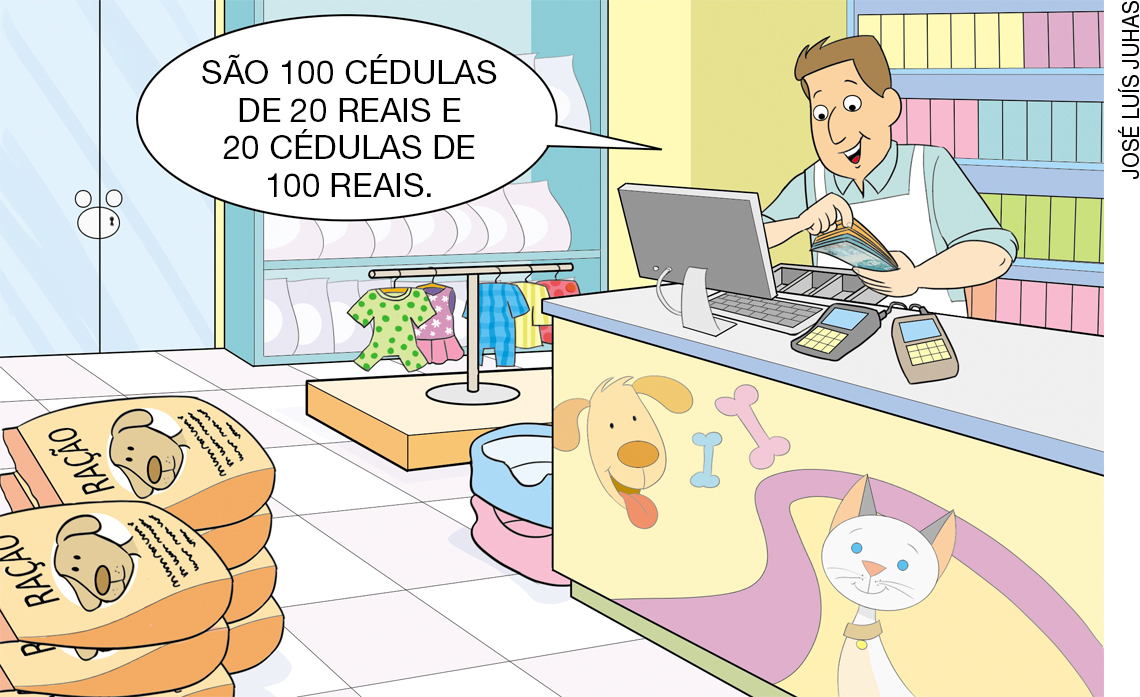 SÃO 100 CÉDULAS
DE 20 REAIS E
20 CÉDULAS DE
100 REAIS.
JOSÉ LUÍS JUHAS
RAÇÃO
RAÇÃO
RAÇÃO